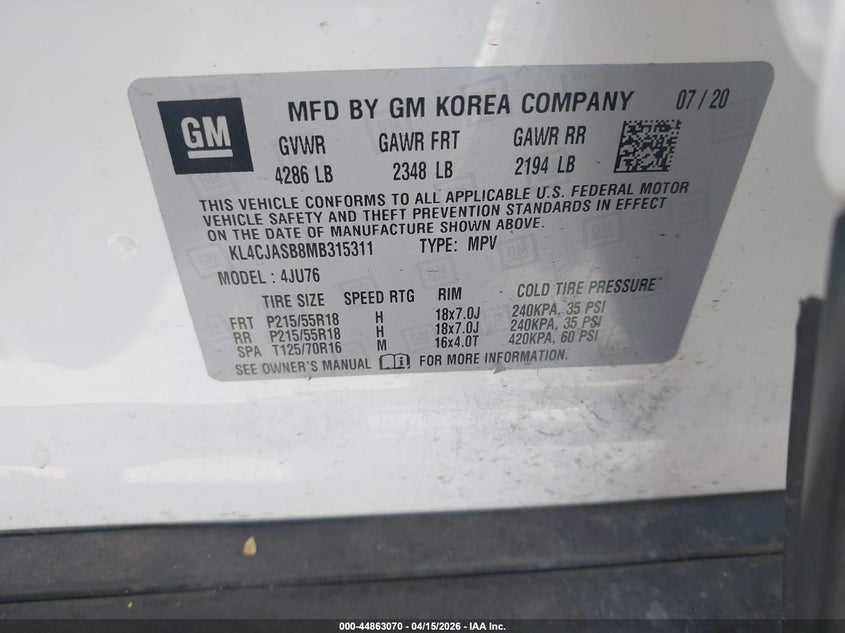 GM
MFD BY GM KOREA COMPANY 07/20
GVWR GAWR FRT GAWR RR
4286 LB 2348 LB 2194 LB
THIS VEHICLE CONFORMS TO ALL APPLICABLE U.S. FEDERAL MOTOR
VEHICLE SAFETY AND THEFT PREVENTION STANDARDS IN EFFECT
ON THE DATE OF MANUFACTURE SHOWN ABOVE.
KL4CJASB8MB315311 TYPE: MPV
MODEL : 4JU76
TIRE SIZE SPEED RTG RIM COLD TIRE PRESSURE
FRT P215/55R18 H 18x7.0J 240KPA, 35 PSI
RR P215/55R18 H 18x7.0J 240KPA, 35 PSI
SPA T125/70R16 M 16x4.0T 420KPA, 60 PSI
SEE OWNER'S MANUAL FOR MORE INFORMATION.
000-44863070 - 04/15/2026 - IAA Inc.